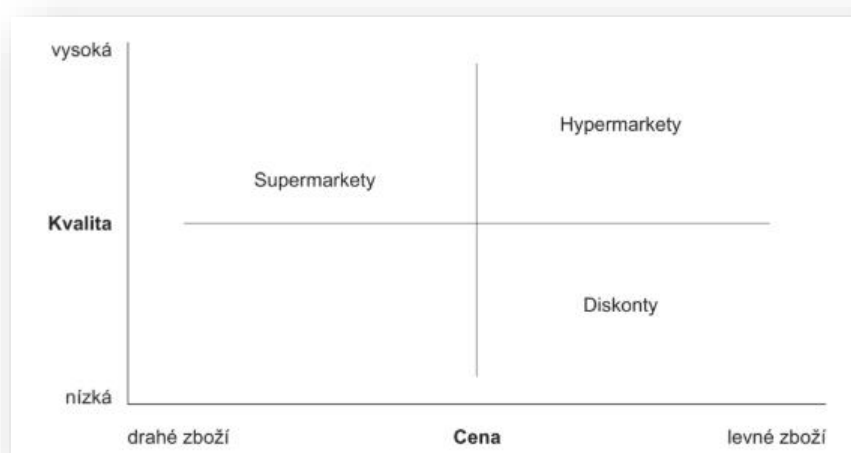 vysoká
Hypermarkety
Supermarkety
Kvalita
Diskonty
nízká
drahé zboží Cena levné zboží